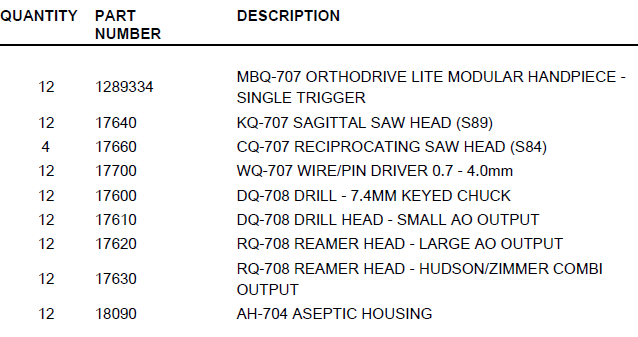 QUANTITY PART NUMBER DESCRIPTION
12 1289334 MBQ-707 ORTHODRIVE LITE MODULAR HANDPIECE -
SINGLE TRIGGER
12 17640 KQ-707 SAGITTAL SAW HEAD (S89)
4 17660 CQ-707 RECIPROCATING SAW HEAD (S84)
12 17700 WQ-707 WIRE/PIN DRIVER 0.7 - 4.0mm
12 17600 DQ-708 DRILL - 7.4MM KEYED CHUCK
12 17610 DQ-708 DRILL HEAD - SMALL AO OUTPUT
12 17620 RQ-708 REAMER HEAD - LARGE AO OUTPUT
12 17630 RQ-708 REAMER HEAD - HUDSON/ZIMMER COMBI
OUTPUT
12 18090 AH-704 ASEPTIC HOUSING